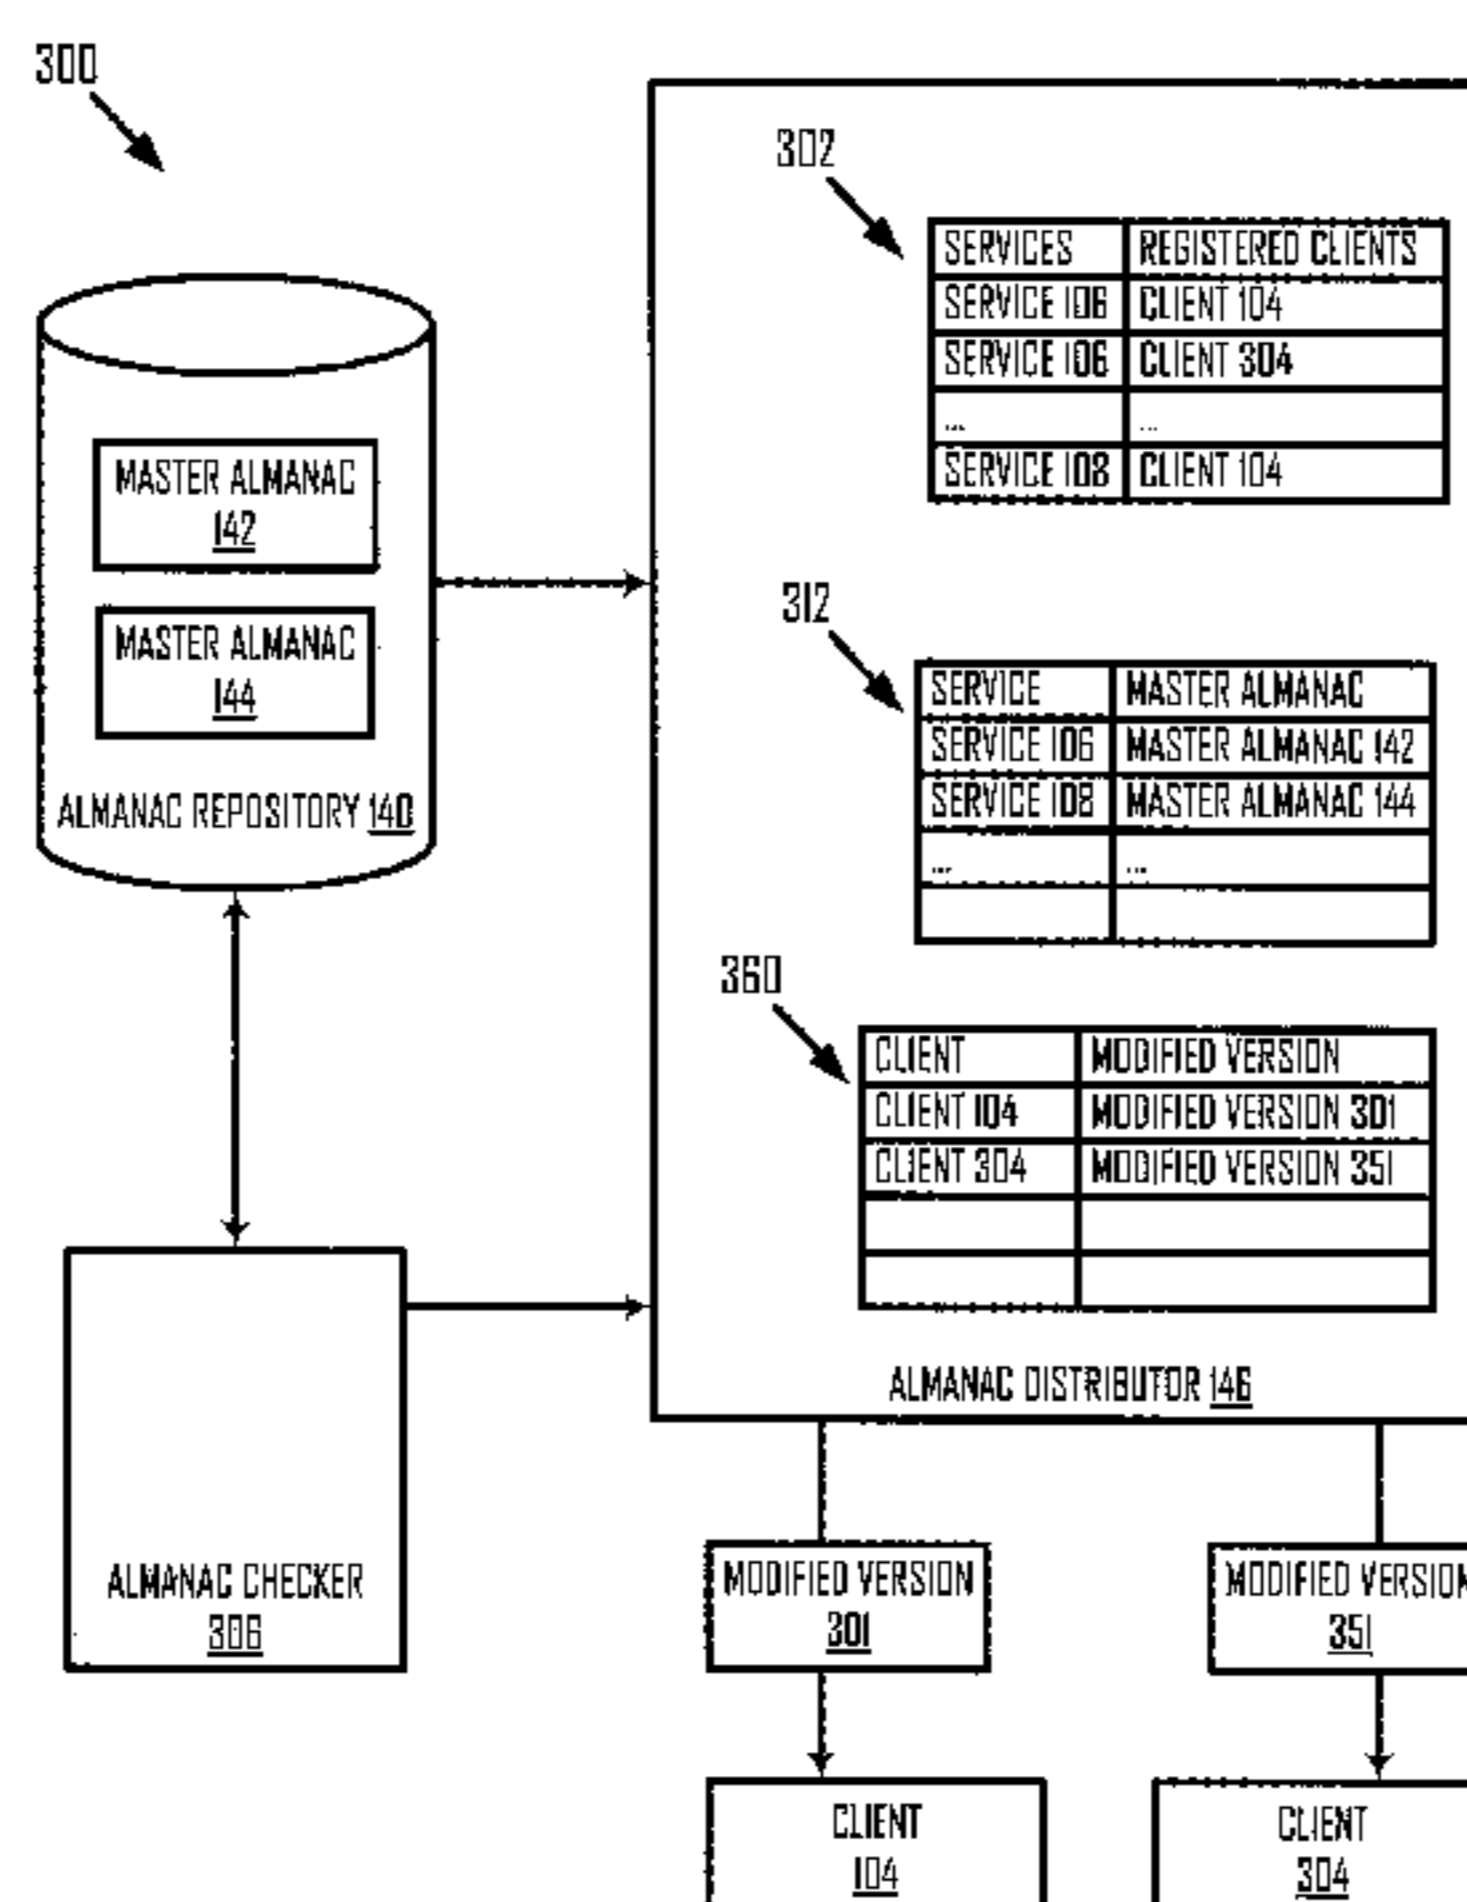 300
302
SERVICES REGISTERED CLIENTS
SERVICE 106 CLIENT 104
SERVICE 106 CLIENT 304
... ...
SERVICE 108 CLIENT 104
MASTER ALMANAC
142
MASTER ALMANAC
144
ALMANAC REPOSITORY 140
312
SERVICE MASTER ALMANAC
SERVICE 106 MASTER ALMANAC 142
SERVICE 108 MASTER ALMANAC 144
... ...
360
CLIENT MODIFIED VERSION
CLIENT 104 MODIFIED VERSION 301
CLIENT 304 MODIFIED VERSION 351
ALMANAC DISTRIBUTOR 146
ALMANAC CHECKER
306
MODIFIED VERSION
301
MODIFIED VERSION
351
CLIENT
104
CLIENT
304